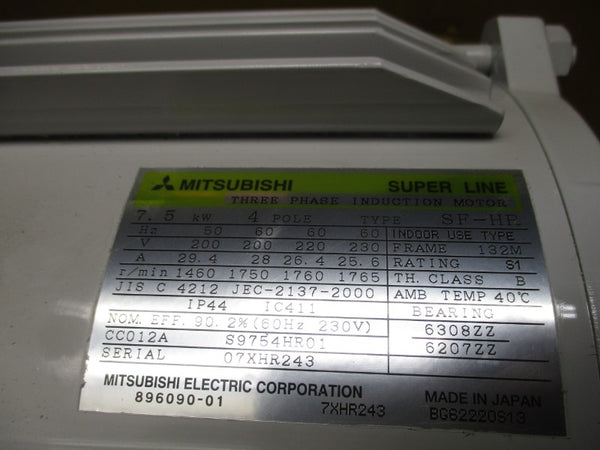 MITSUBISHI SUPER LINE
THREE PHASE INDUCTION MOTOR
7.5 kW 4 POLE TYPE SF-HR
Hz 50 60 60 60 INDOOR USE TYPE
V 200 200 220 230 FRAME 132M
A 29.4 28 26.4 25.6 RATING S1
r/min 1460 1750 1760 1765 TH. CLASS B
JIS C 4212 JEC-2137-2000 AMB TEMP 40°C
IP44 IC411 BEARING
NOM. EFF. 90.2% (60Hz 230V) 6308ZZ
CC012A S9754HR01 6207ZZ
SERIAL 07XHR243
MITSUBISHI ELECTRIC CORPORATION MADE IN JAPAN
896090-01 7XHR243 BG62220S13